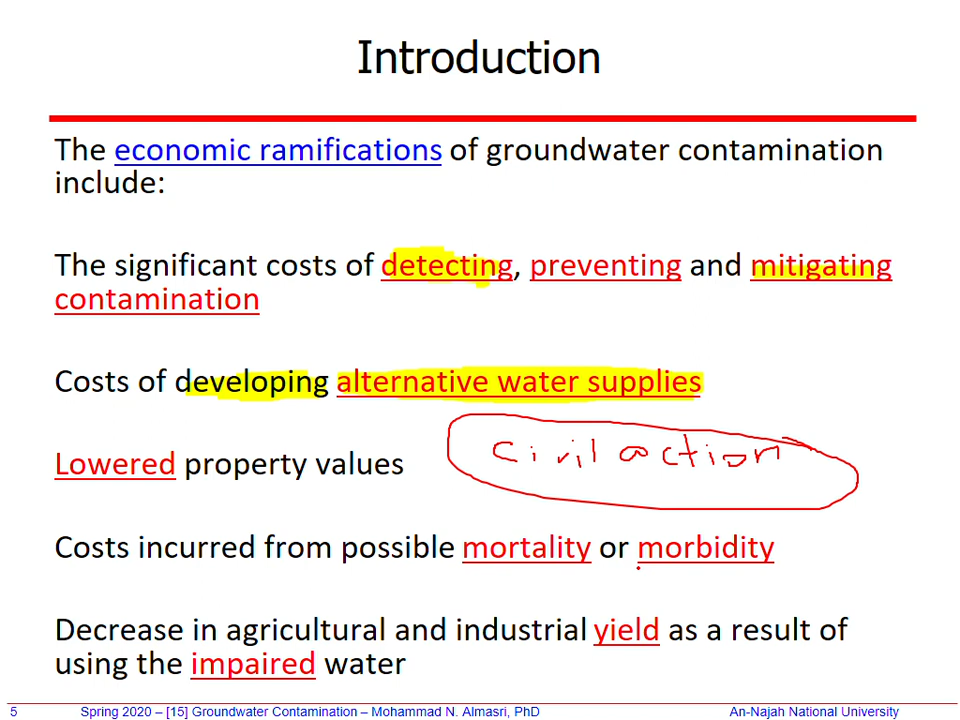 Introduction
The economic ramifications of groundwater contamination
include:
The significant costs of detecting, preventing and mitigating
contamination
Costs of developing alternative water supplies
civil action
Lowered property values
Costs incurred from possible mortality or morbidity
Decrease in agricultural and industrial yield as a result of
using the impaired water
5 Spring 2020 – [15] Groundwater Contamination – Mohammad N. Almasri, PhD An-Najah National University